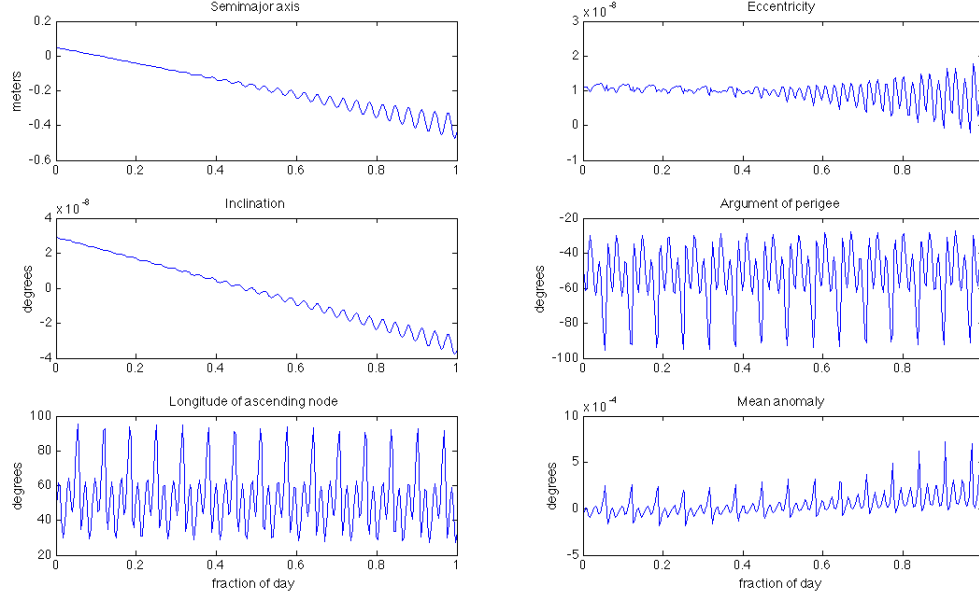 Semimajor axis
0.2
0
-0.2
-0.4
-0.6
meters
0 0.2 0.4 0.6 0.8 1
Eccentricity
x 10⁻⁸
3
2
1
0
-1
0 0.2 0.4 0.6 0.8 1
Inclination
x 10⁻⁸
4
2
0
-2
-4
degrees
0 0.2 0.4 0.6 0.8 1
Argument of perigee
-20
-40
-60
-80
-100
degrees
0 0.2 0.4 0.6 0.8 1
Longitude of ascending node
100
80
60
40
20
degrees
0 0.2 0.4 0.6 0.8 1
fraction of day
Mean anomaly
x 10⁻⁴
10
5
0
-5
degrees
0 0.2 0.4 0.6 0.8 1
fraction of day